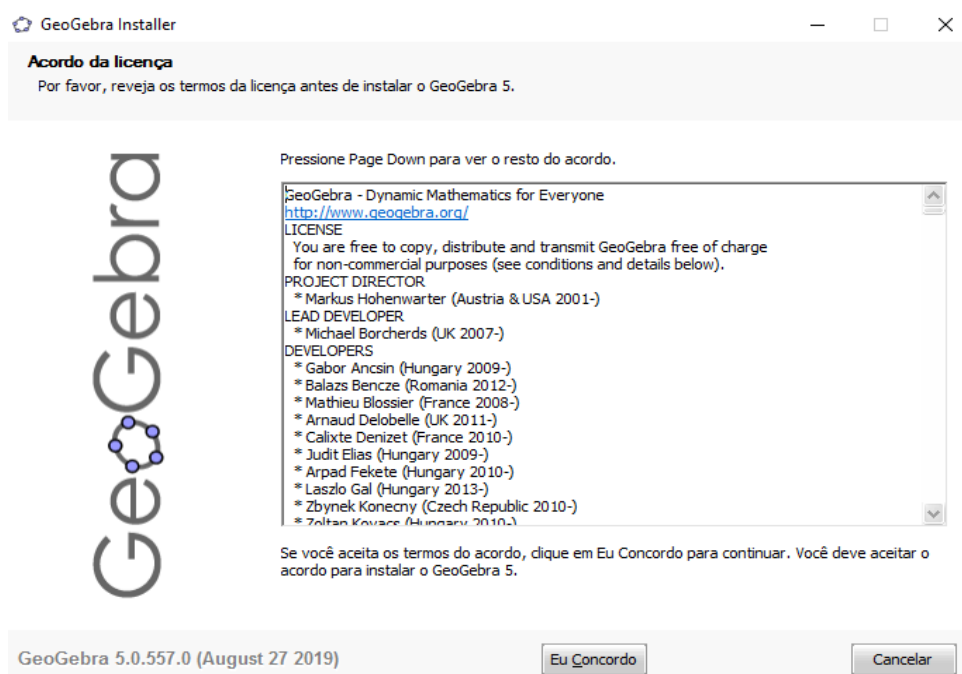 GeoGebra Installer
Acordo da licença
Por favor, reveja os termos da licença antes de instalar o GeoGebra 5.
GeoGebra
Pressione Page Down para ver o resto do acordo.
GeoGebra - Dynamic Mathematics for Everyone
http://www.geogebra.org/
LICENSE
You are free to copy, distribute and transmit GeoGebra free of charge
for non-commercial purposes (see conditions and details below).
PROJECT DIRECTOR
* Markus Hohenwarter (Austria & USA 2001-)
LEAD DEVELOPER
* Michael Borcherds (UK 2007-)
DEVELOPERS
* Gabor Ancsin (Hungary 2009-)
* Balazs Bencze (Romania 2012-)
* Mathieu Blossier (France 2008-)
* Arnaud Delobelle (UK 2011-)
* Calixte Denizet (France 2010-)
* Judit Elias (Hungary 2009-)
* Arpad Fekete (Hungary 2010-)
* Laszlo Gal (Hungary 2013-)
* Zbynek Konecny (Czech Republic 2010-)
* Zoltan Kovacs (Hungary 2010-)
Se você aceita os termos do acordo, clique em Eu Concordo para continuar. Você deve aceitar o
acordo para instalar o GeoGebra 5.
GeoGebra 5.0.557.0 (August 27 2019)
Eu Concordo
Cancelar